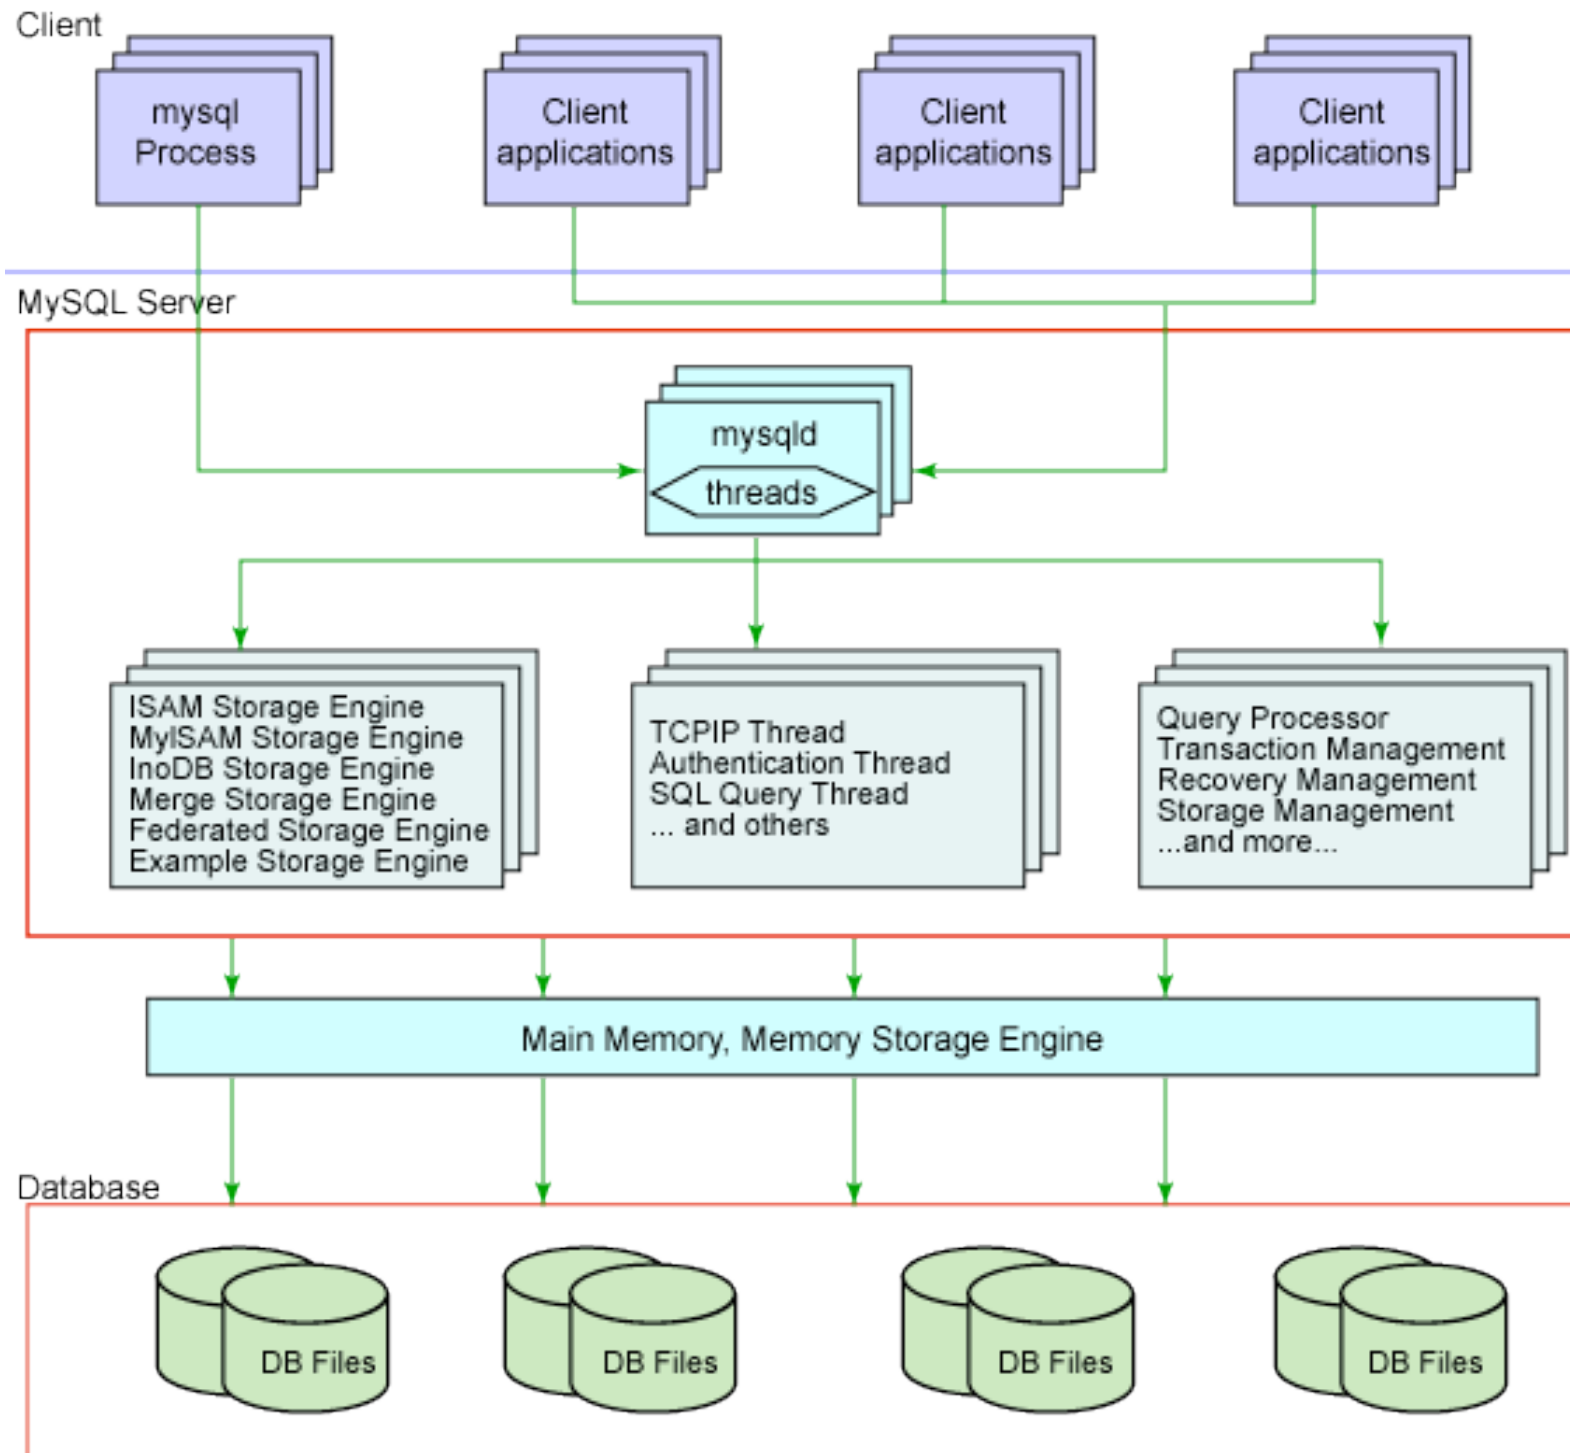 Client
mysql
Process
Client
applications
Client
applications
Client
applications
MySQL Server
mysqld
threads
ISAM Storage Engine
MyISAM Storage Engine
InoDB Storage Engine
Merge Storage Engine
Federated Storage Engine
Example Storage Engine
TCPIP Thread
Authentication Thread
SQL Query Thread
... and others
Query Processor
Transaction Management
Recovery Management
Storage Management
...and more...
Main Memory, Memory Storage Engine
Database
DB Files
DB Files
DB Files
DB Files